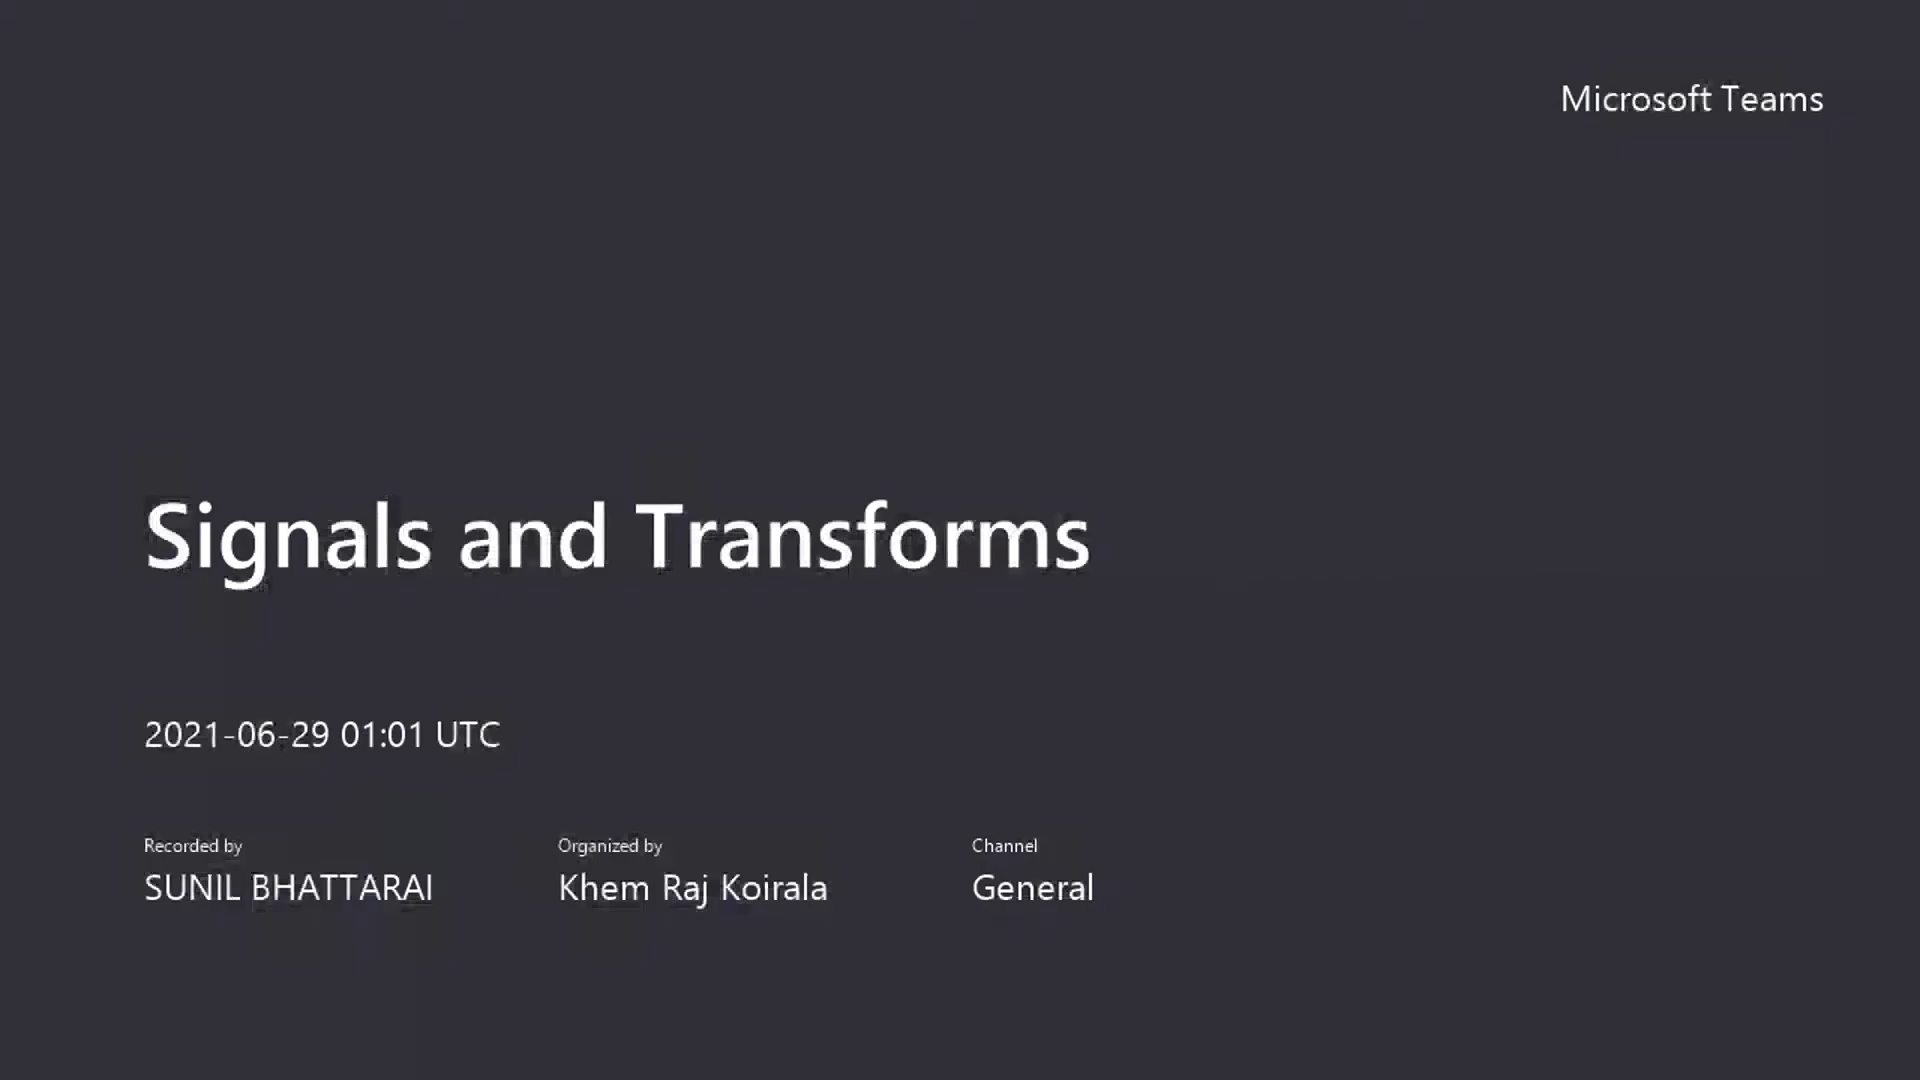 Microsoft Teams
Signals and Transforms
2021-06-29 01:01 UTC
Recorded by
SUNIL BHATTARAI
Organized by
Khem Raj Koirala
Channel
General